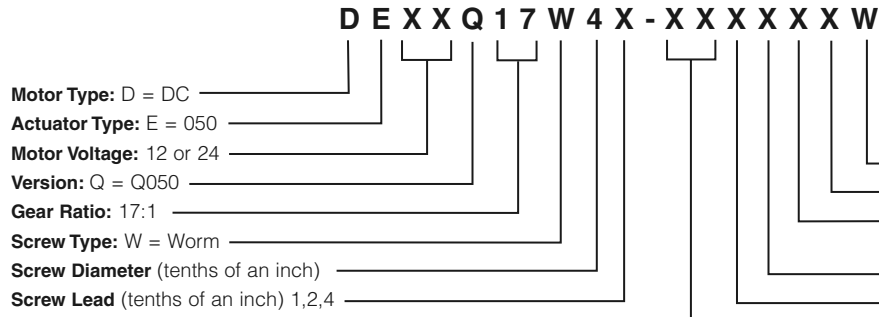 D E X X Q 1 7 W 4 X - X X X X X X W
Motor Type: D = DC
Actuator Type: E = 050
Motor Voltage: 12 or 24
Version: Q = Q050
Gear Ratio: 17:1
Screw Type: W = Worm
Screw Diameter (tenths of an inch)
Screw Lead (tenths of an inch) 1,2,4